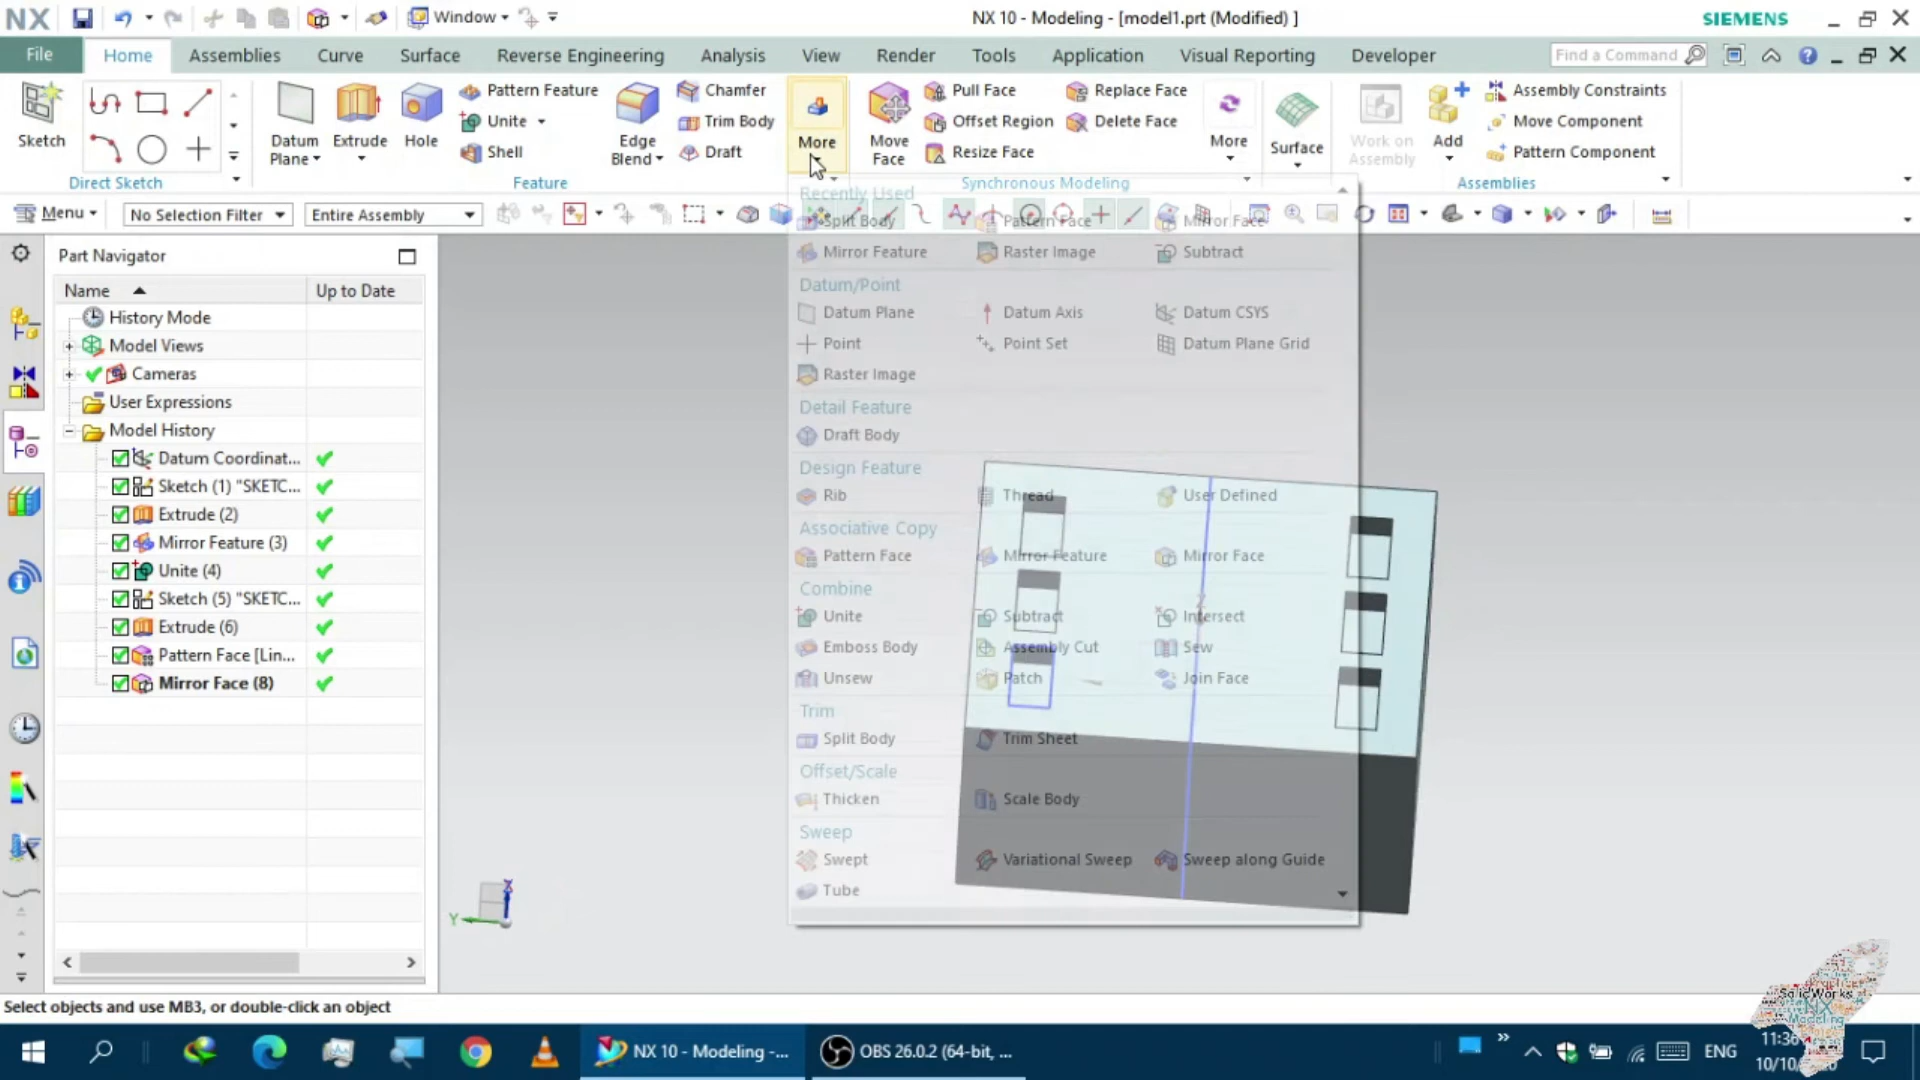 NX
Window
NX 10 - Modeling - [model1.prt (Modified) ]
SIEMENS
File
Home
Assemblies
Curve
Surface
Reverse Engineering
Analysis
View
Render
Tools
Application
Visual Reporting
Developer
Find a Command
Sketch
Direct Sketch
Datum
Plane
Extrude
Hole
Pattern Feature
Unite
Shell
Edge
Blend
Chamfer
Trim Body
Draft
Feature
More
Move
Face
Pull Face
Offset Region
Resize Face
Replace Face
Delete Face
More
Synchronous Modeling
Surface
Work on
Assembly
Add
Assembly Constraints
Move Component
Pattern Component
Assemblies
Menu
No Selection Filter
Entire Assembly
Part Navigator
Name
Up to Date
History Mode
Model Views
Cameras
User Expressions
Model History
Datum Coordinat...
Sketch (1) "SKETC...
Extrude (2)
Mirror Feature (3)
Unite (4)
Sketch (5) "SKETC...
Extrude (6)
Pattern Face [Lin...
Mirror Face (8)
Recently Used
Split Body
Pattern Face
Mirror Face
Mirror Feature
Raster Image
Subtract
Datum/Point
Datum Plane
Datum Axis
Datum CSYS
Point
Point Set
Datum Plane Grid
Raster Image
Detail Feature
Draft Body
Design Feature
Rib
Thread
User Defined
Associative Copy
Pattern Face
Mirror Feature
Mirror Face
Combine
Unite
Subtract
Intersect
Emboss Body
Assembly Cut
Sew
Unsew
Patch
Join Face
Trim
Split Body
Trim Sheet
Offset/Scale
Thicken
Scale Body
Sweep
Swept
Variational Sweep
Sweep along Guide
Tube
Y
Select objects and use MB3, or double-click an object
SolidWorks
NX
Modeling
NX 10 - Modeling -...
OBS 26.0.2 (64-bit, ...
ENG